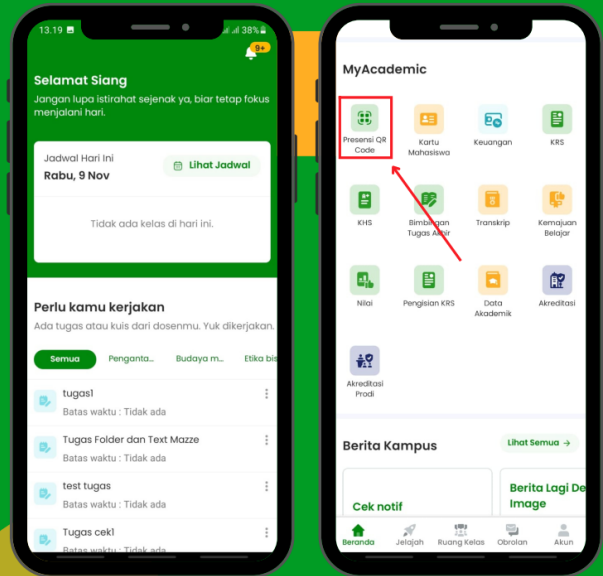 13.19
38%
9+
Selamat Siang
Jangan lupa istirahat sejenak ya, biar tetap fokus
menjalani hari.
Jadwal Hari Ini
Rabu, 9 Nov
Lihat Jadwal
Tidak ada kelas di hari ini.
Perlu kamu kerjakan
Ada tugas atau kuis dari dosenmu. Yuk dikerjakan.
Semua
Penganta...
Budaya m...
Etika bis
tugas1
Batas waktu : Tidak ada
Tugas Folder dan Text Mazze
Batas waktu : Tidak ada
test tugas
Batas waktu : Tidak ada
Tugas cek1
Batas waktu : Tidak ada
MyAcademic
Presensi QR
Code
Kartu
Mahasiswa
Keuangan
KRS
KHS
Bimbingan
Tugas Akhir
Transkrip
Kemajuan
Belajar
Nilai
Pengisian KRS
Data
Akademik
Akreditasi
Akreditasi
Prodi
Berita Kampus
Lihat Semua →
Cek notif
Berita Lagi De
Image
Beranda
Jelajah
Ruang Kelas
Obrolan
Akun